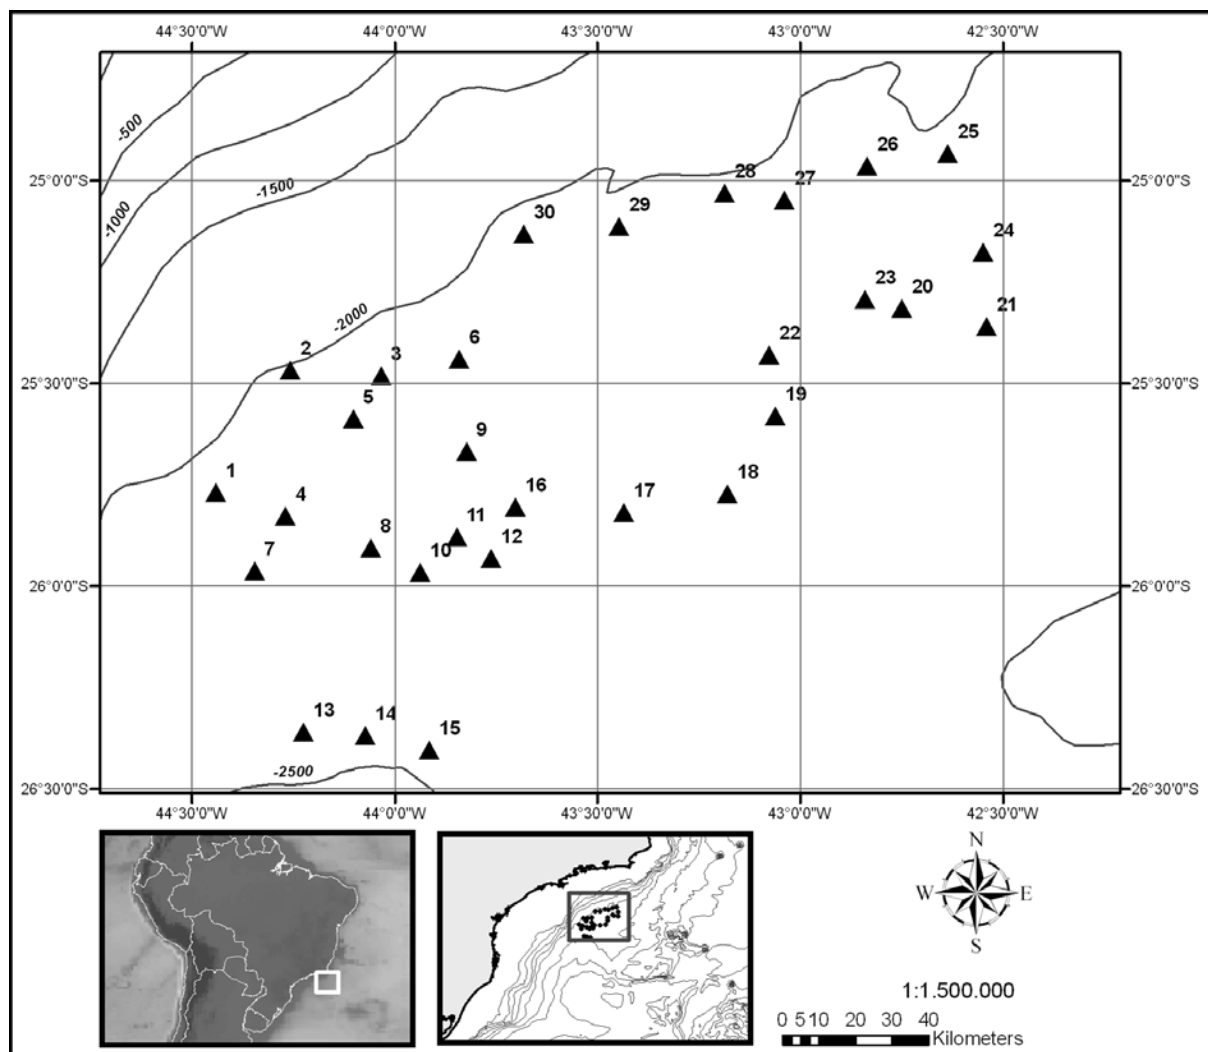 44°30'0"W 44°0'0"W 43°30'0"W 43°0'0"W 42°30'0"W
-500
25
26
28
25°0'0"S 27 25°0'0"S
-1500
-1000
30 29
24
23 20
-2000
21
22
2 3 6
25°30'0"S 25°30'0"S
5 19
9
1 18
4 16 17
11
8 12
7 10
26°0'0"S 26°0'0"S
13 14
15
-2500
26°30'0"S 26°30'0"S
44°30'0"W 44°0'0"W 43°30'0"W 43°0'0"W 42°30'0"W
N
W E
S
1:1.500.000
0 5 10 20 30 40
Kilometers